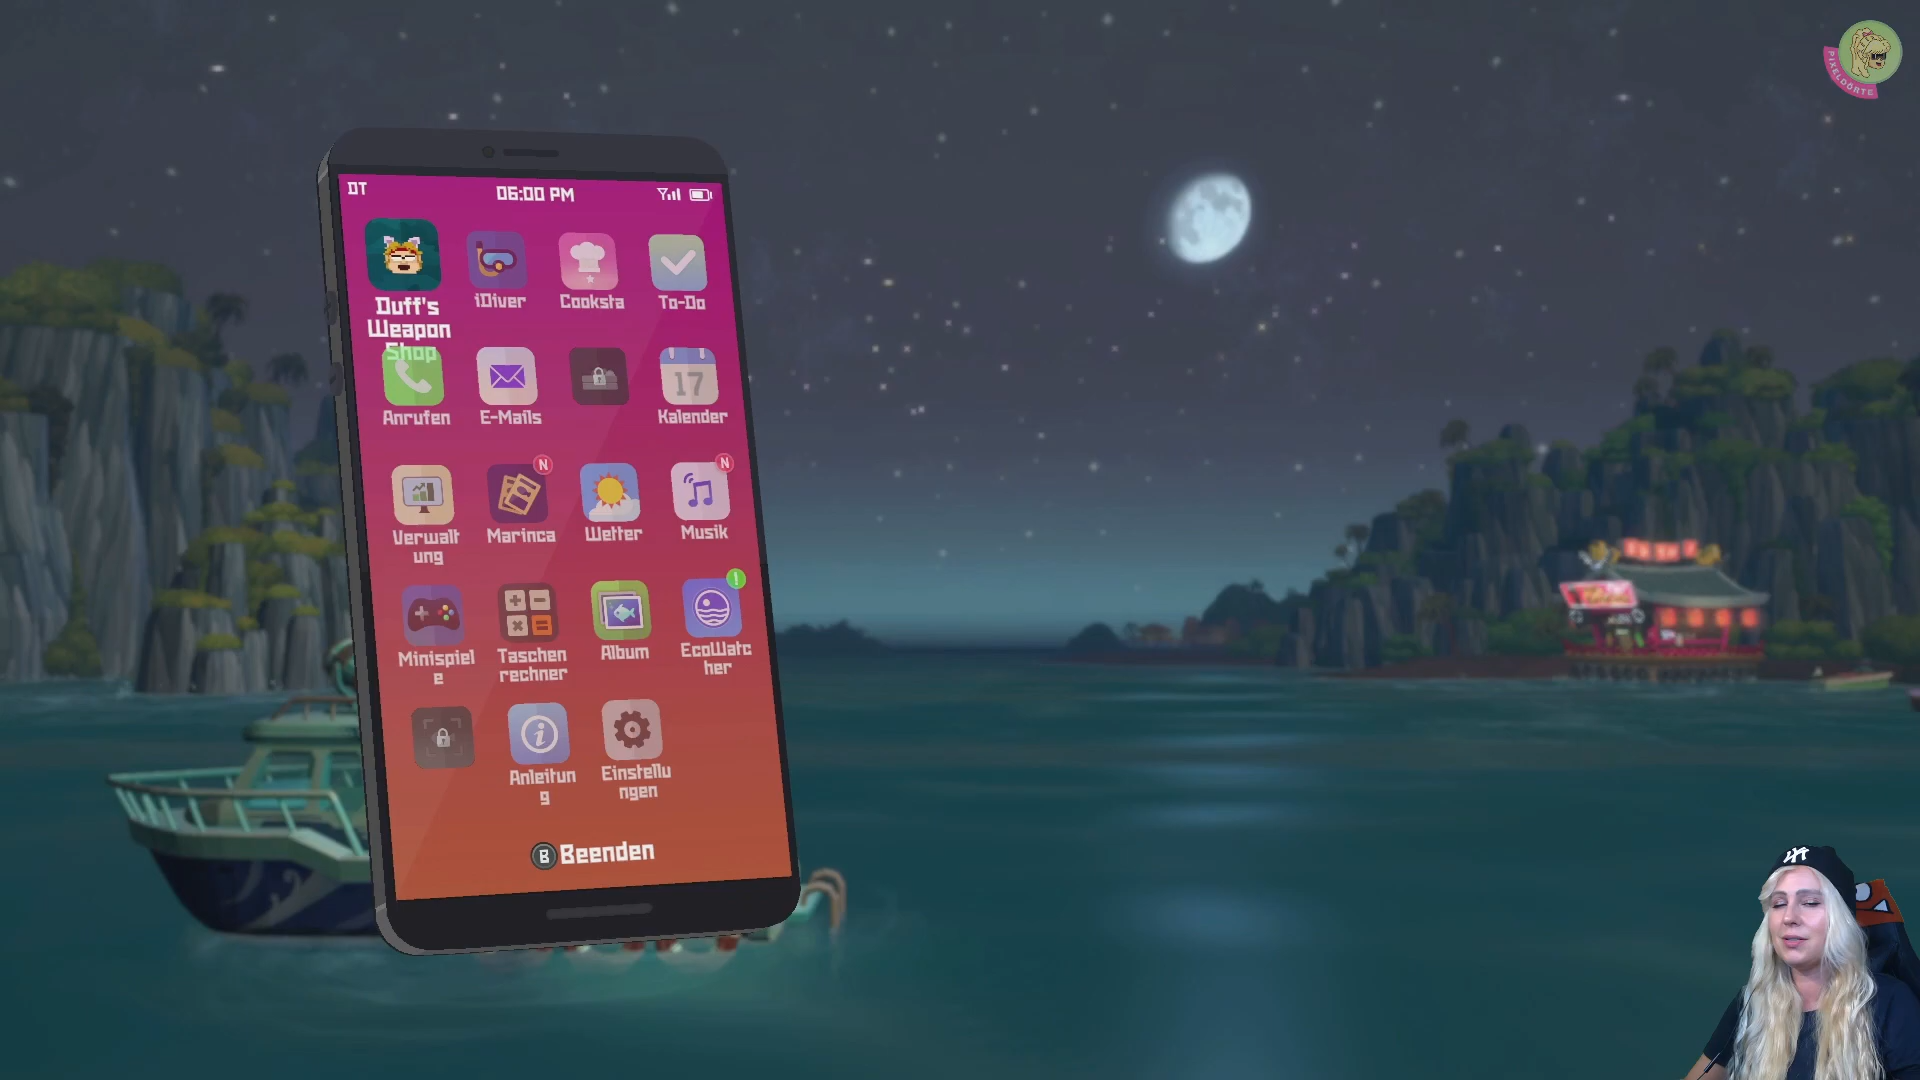 PIXELDÖRTE
DT
06:00 PM
Duff's
Weapon
Shop
iDiver
Cooksta
To-Do
Anrufen
E-Mails
17
Kalender
Verwalt
ung
N
Marinca
Wetter
N
Musik
Minispiel
e
Taschen
rechner
Album
!
EcoWatc
her
i
Anleitun
g
Einstellu
ngen
B Beenden